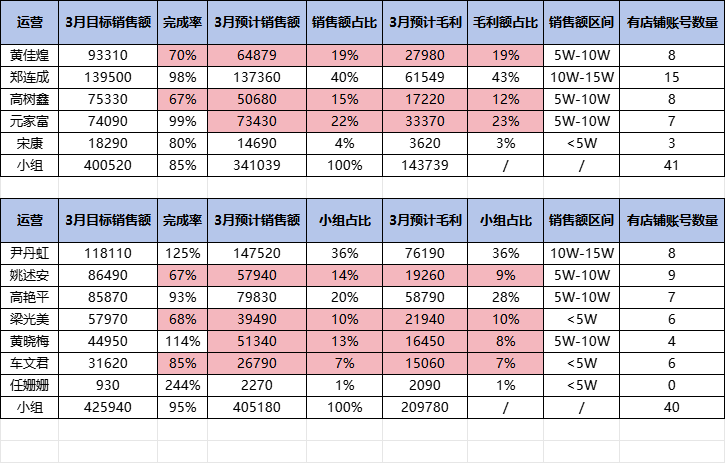 运营 3月目标销售额 完成率 3月预计销售额 销售额占比 3月预计毛利 毛利额占比 销售额区间 有店铺账号数量
黄佳煌 93310 70% 64879 19% 27980 19% 5W-10W 8
郑连成 139500 98% 137360 40% 61549 43% 10W-15W 15
高树鑫 75330 67% 50680 15% 17220 12% 5W-10W 8
元家富 74090 99% 73430 22% 33370 23% 5W-10W 7
宋康 18290 80% 14690 4% 3620 3% <5W 3
小组 400520 85% 341039 100% 143739 / / 41
运营 3月目标销售额 完成率 3月预计销售额 小组占比 3月预计毛利 小组占比 销售额区间 有店铺账号数量
尹丹虹 118110 125% 147520 36% 76190 36% 10W-15W 8
姚述安 86490 67% 57940 14% 19260 9% 5W-10W 9
高艳平 85870 93% 79830 20% 58790 28% 5W-10W 7
梁光美 57970 68% 39490 10% 21940 10% <5W 6
黄晓梅 44950 114% 51340 13% 16450 8% 5W-10W 4
车文君 31620 85% 26790 7% 15060 7% <5W 6
任姗姗 930 244% 2270 1% 2090 1% <5W 0
小组 425940 95% 405180 100% 209780 / / 40